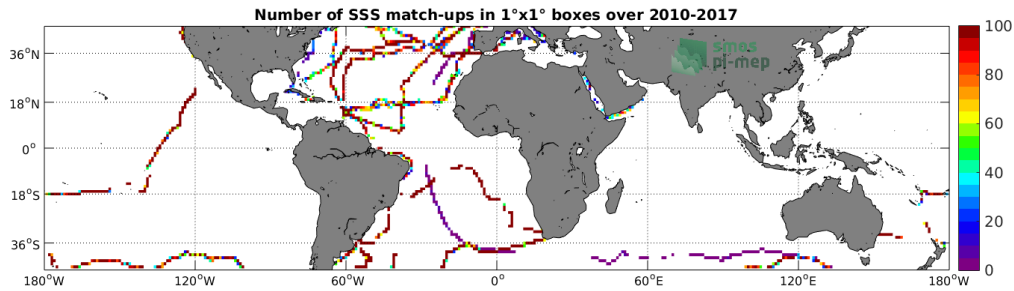 Number of SSS match-ups in 1°x1° boxes over 2010-2017
smos
pi-mep
36°N
18°N
0°
18°S
36°S
180°W 120°W 60°W 0° 60°E 120°E 180°W
100
80
60
40
20
0